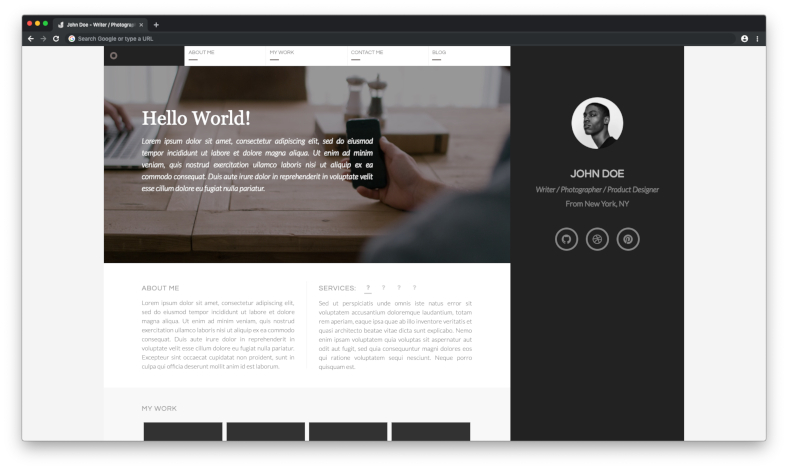 John Doe - Writer / Photograp
Search Google or type a URL
ABOUT ME
MY WORK
CONTACT ME
BLOG
Hello World!
Lorem ipsum dolor sit amet, consectetur adipiscing elit, sed do eiusmod
tempor incididunt ut labore et dolore magna aliqua. Ut enim ad minim
veniam, quis nostrud exercitation ullamco laboris nisi ut aliquip ex ea
commodo consequat. Duis aute irure dolor in reprehenderit in voluptate velit
esse cillum dolore eu fugiat nulla pariatur.
JOHN DOE
Writer / Photographer / Product Designer
From New York, NY
ABOUT ME
Lorem ipsum dolor sit amet, consectetur adipiscing elit,
sed do eiusmod tempor incididunt ut labore et dolore
magna aliqua. Ut enim ad minim veniam, quis nostrud
exercitation ullamco laboris nisi ut aliquip ex ea commodo
consequat. Duis aute irure dolor in reprehenderit in
voluptate velit esse cillum dolore eu fugiat nulla pariatur.
Excepteur sint occaecat cupidatat non proident, sunt in
culpa qui officia deserunt mollit anim id est laborum.
SERVICES: ? ? ? ?
Sed ut perspiciatis unde omnis iste natus error sit
voluptatem accusantium doloremque laudantium, totam
rem aperiam, eaque ipsa quae ab illo inventore veritatis et
quasi architecto beatae vitae dicta sunt explicabo. Nemo
enim ipsam voluptatem quia voluptas sit aspernatur aut
odit aut fugit, sed quia consequuntur magni dolores eos
qui ratione voluptatem sequi nesciunt. Neque porro
quisquam est.
MY WORK